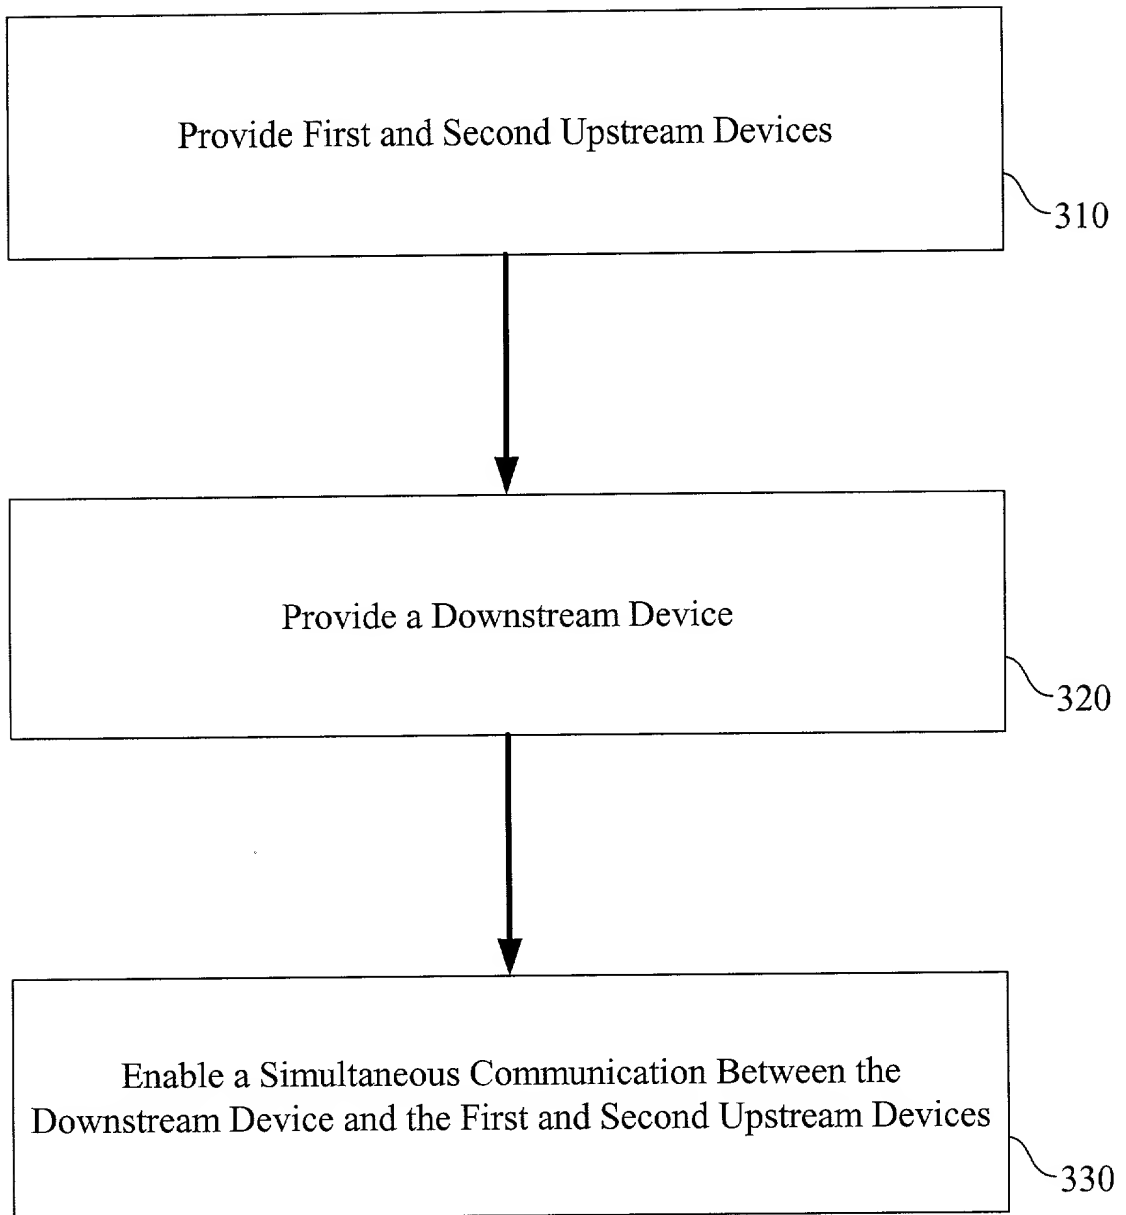 Provide First and Second Upstream Devices
310
Provide a Downstream Device
320
Enable a Simultaneous Communication Between the
Downstream Device and the First and Second Upstream Devices
330